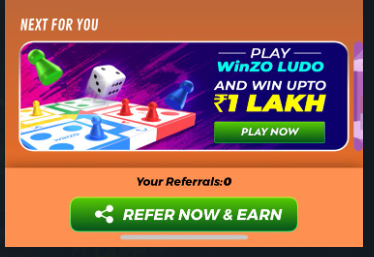 NEXT FOR YOU
PLAY
WinZO LUDO
AND WIN UPTO
₹1 LAKH
PLAY NOW
WINZO
Your Referrals:0
REFER NOW & EARN